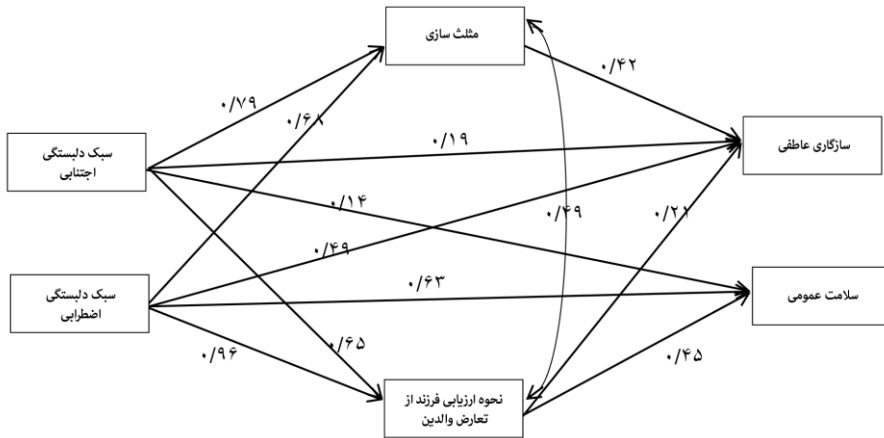 مثلث سازی
۰/۴۲
۰/۷۹
۰/۶۸
سبک دلبستگی
اجتنابی
۰/۱۹
سازگاری عاطفی
۰/۱۴
۰/۴۹
۰/۲۱
۰/۴۹
سبک دلبستگی
اضطرابی
۰/۶۳
سلامت عمومی
۰/۹۶
۰/۶۵
۰/۴۵
نحوه ارزیابی فرزند از
تعارض والدین